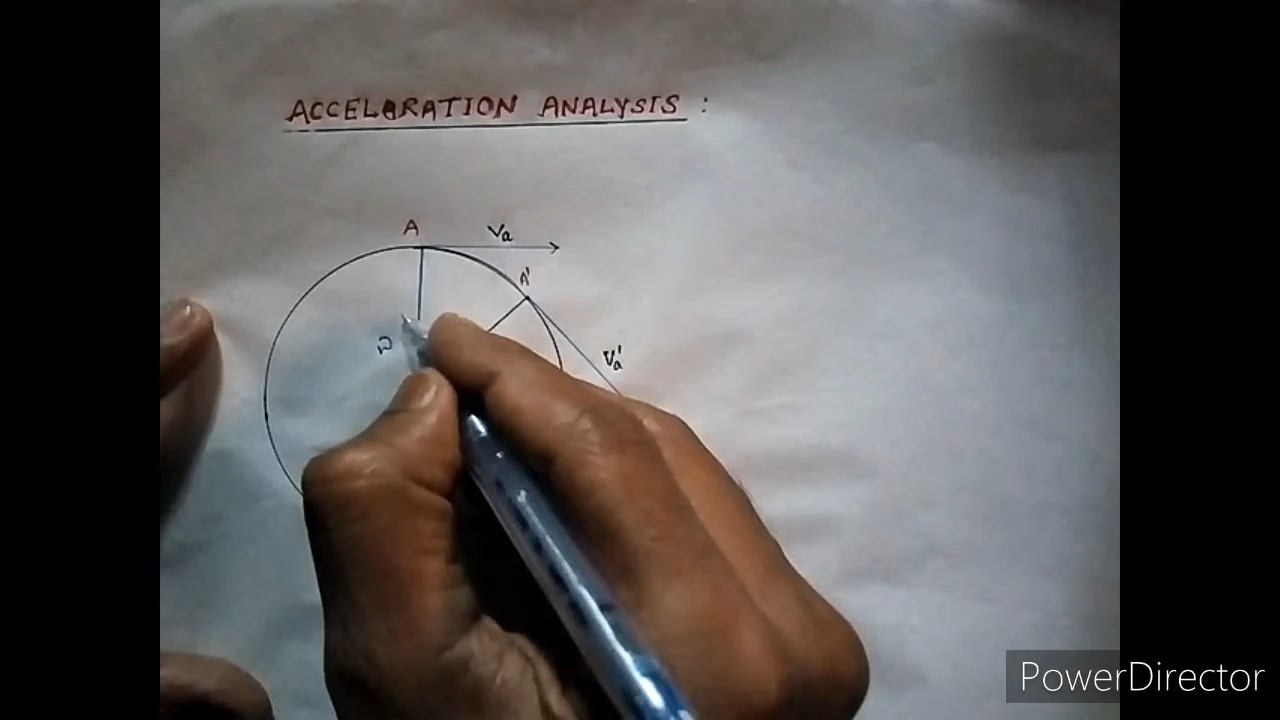 ACCELERATION ANALYSIS :
A
Va
A'
Va'
PowerDirector